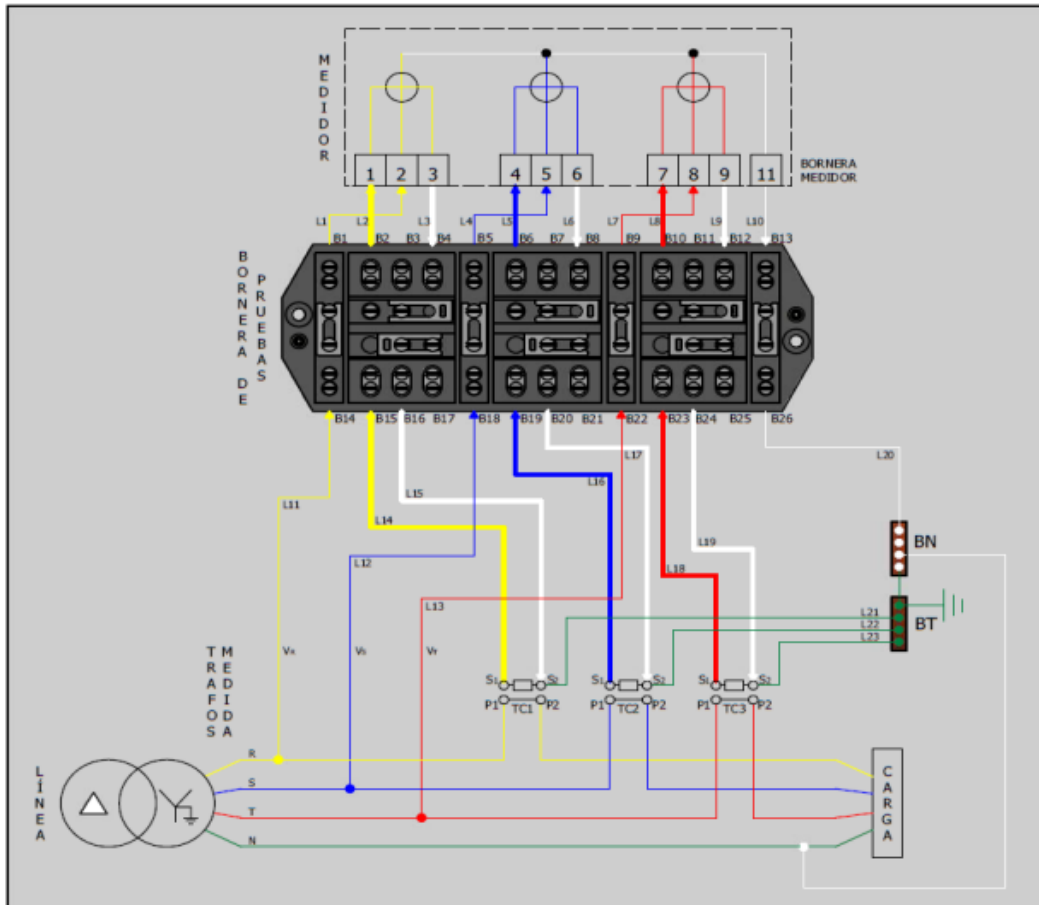 MEDIDOR
1 2 3 4 5 6 7 8 9 11
BORNERA
MEDIDOR
L1 L2 L3 L4 L5 L6 L7 L8 L9 L10
B1 B2 B3 B4 B5 B6 B7 B8 B9 B10 B11 B12 B13
BORNERA DE
PRUEBAS
B14 B15 B16 B17 B18 B19 B20 B21 B22 B23 B24 B25 B26
L17 L20
L16
L11 L15
L14 L19
BN
L12 L18
L13
L21
L22
L23
BT
TRAFOS
MEDIDA
VR VS VT
S1 S2 S1 S2 S1 S2
P1 TC1 P2 P1 TC2 P2 P1 TC3 P2
LÍNEA
R
S
T
N
CARGA